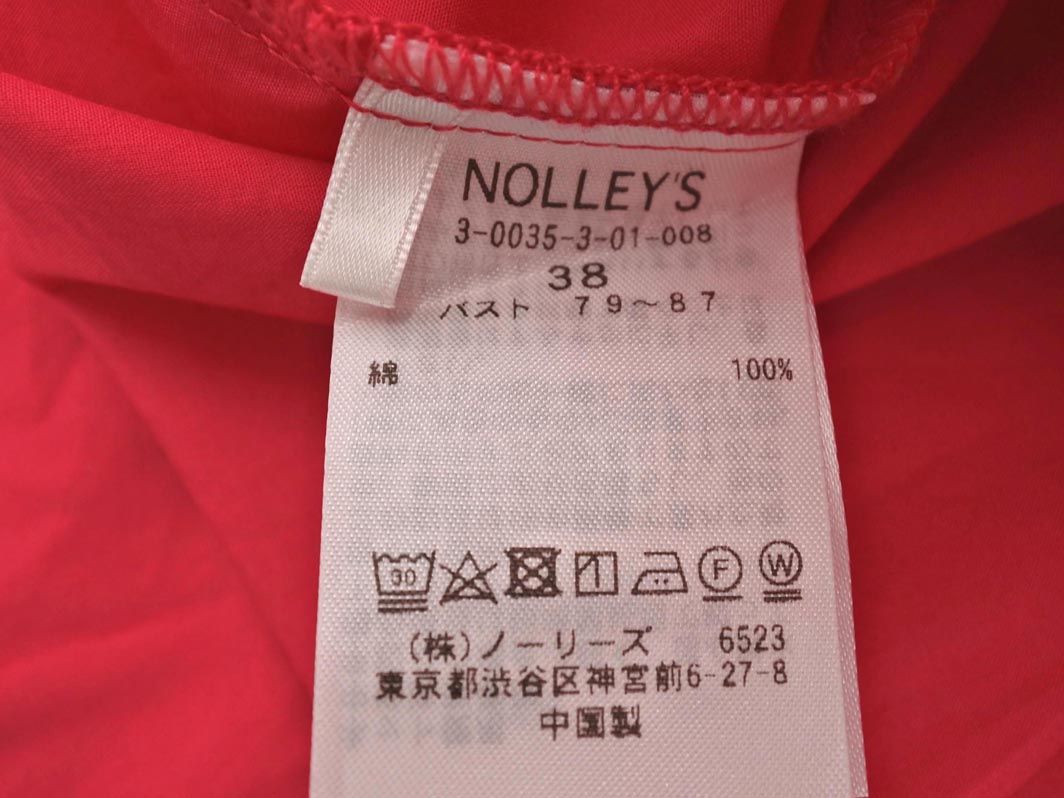 NOLLEY'S
3-0035-3-01-008
38
バスト 79～87
綿 100%
30 F W
(株)ノーリーズ 6523
東京都渋谷区神宮前6-27-8
中国製